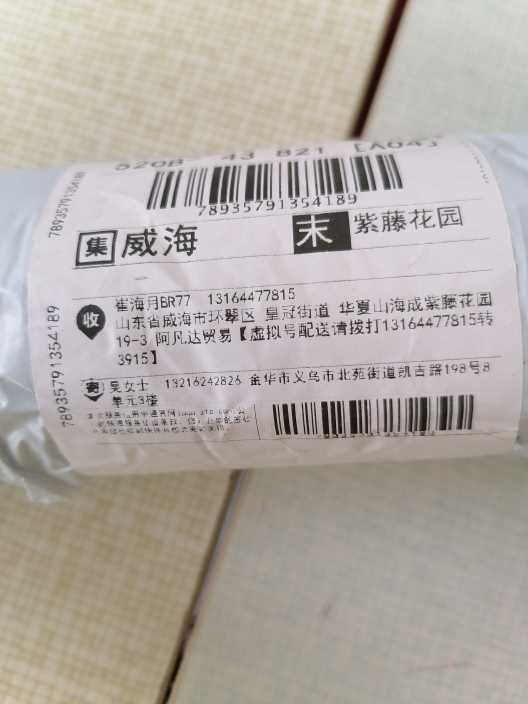 520B- 43 B21 [A04]
78935791354189
78935791354189
集 威海 末 紫藤花园
收 崔海月BR77 13164477815
山东省威海市环翠区 皇冠街道 华夏山海成紫藤花园
19-3 阿凡达贸易【虚拟号配送请拨打13164477815转
3915】
78935791354189
寄 吴女士 13216242826 金华市义乌市北苑街道凯吉路198号8
单元3楼